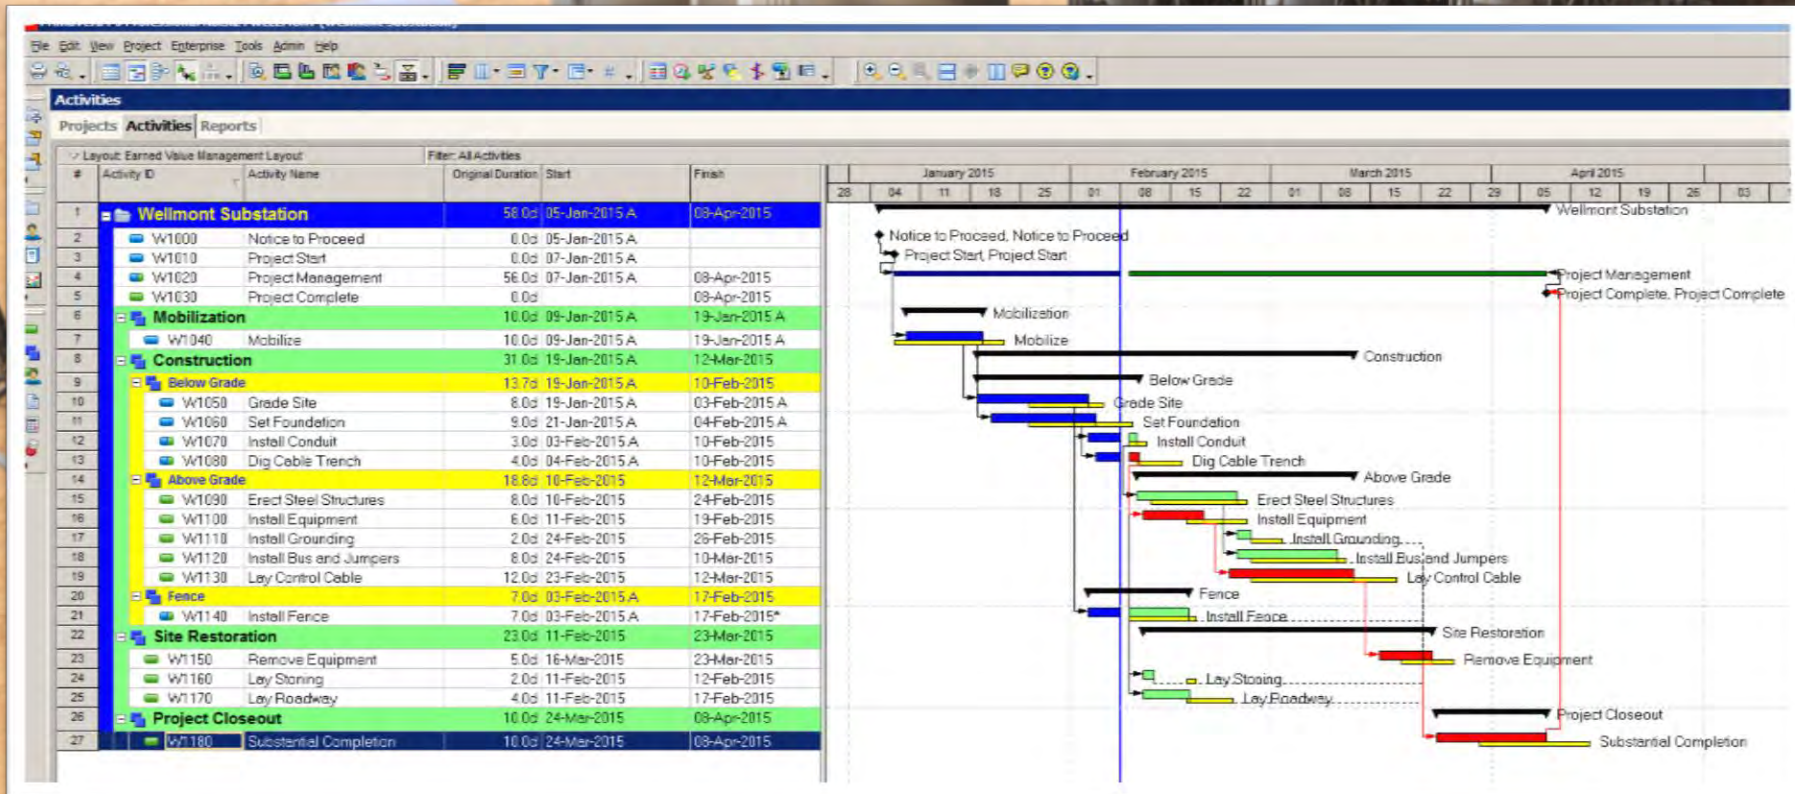 File Edit View Project Enterprise Tools Admin Help
Activities
Projects Activities Reports
Layout: Earned Value Management Layout Filter: All Activities
# Activity ID Activity Name Original Duration Start Finish
January 2015 February 2015 March 2015 April 2015
28 04 11 18 25 01 08 15 22 01 08 15 22 29 05 12 19 26 03
1 Wellmont Substation 58.0d 05-Jan-2015 A 08-Apr-2015 Wellmont Substation
2 W1000 Notice to Proceed 0.0d 05-Jan-2015 A Notice to Proceed, Notice to Proceed
3 W1010 Project Start 0.0d 07-Jan-2015 A Project Start, Project Start
4 W1020 Project Management 56.0d 07-Jan-2015 A 08-Apr-2015 Project Management
5 W1030 Project Complete 0.0d 08-Apr-2015 Project Complete, Project Complete
6 Mobilization 10.0d 09-Jan-2015 A 19-Jan-2015 A Mobilization
7 W1040 Mobilize 10.0d 09-Jan-2015 A 19-Jan-2015 A Mobilize
8 Construction 31.0d 19-Jan-2015 A 12-Mar-2015 Construction
9 Below Grade 13.7d 19-Jan-2015 A 10-Feb-2015 Below Grade
10 W1050 Grade Site 8.0d 19-Jan-2015 A 03-Feb-2015 A Grade Site
11 W1060 Set Foundation 9.0d 21-Jan-2015 A 04-Feb-2015 A Set Foundation
12 W1070 Install Conduit 3.0d 03-Feb-2015 A 10-Feb-2015 Install Conduit
13 W1080 Dig Cable Trench 4.0d 04-Feb-2015 A 10-Feb-2015 Dig Cable Trench
14 Above Grade 18.8d 10-Feb-2015 12-Mar-2015 Above Grade
15 W1090 Erect Steel Structures 8.0d 10-Feb-2015 24-Feb-2015 Erect Steel Structures
16 W1100 Install Equipment 6.0d 11-Feb-2015 19-Feb-2015 Install Equipment
17 W1110 Install Grounding 2.0d 24-Feb-2015 26-Feb-2015 Install Grounding
18 W1120 Install Bus and Jumpers 8.0d 24-Feb-2015 10-Mar-2015 Install Bus and Jumpers
19 W1130 Lay Control Cable 12.0d 23-Feb-2015 12-Mar-2015 Lay Control Cable
20 Fence 7.0d 03-Feb-2015 A 17-Feb-2015 Fence
21 W1140 Install Fence 7.0d 03-Feb-2015 A 17-Feb-2015* Install Fence
22 Site Restoration 23.0d 11-Feb-2015 23-Mar-2015 Site Restoration
23 W1150 Remove Equipment 5.0d 16-Mar-2015 23-Mar-2015 Remove Equipment
24 W1160 Lay Stoning 2.0d 11-Feb-2015 12-Feb-2015 Lay Stoning
25 W1170 Lay Roadway 4.0d 11-Feb-2015 17-Feb-2015 Lay Roadway
26 Project Closeout 10.0d 24-Mar-2015 08-Apr-2015 Project Closeout
27 W1180 Substantial Completion 10.0d 24-Mar-2015 08-Apr-2015 Substantial Completion